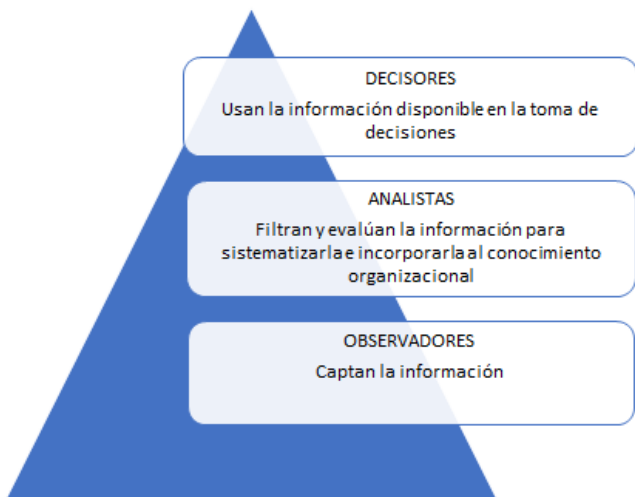 DECISORES
Usan la información disponible en la toma de
decisiones
ANALISTAS
Filtran y evalúan la información para
sistematizarla e incorporarla al conocimiento
organizacional
OBSERVADORES
Captan la información